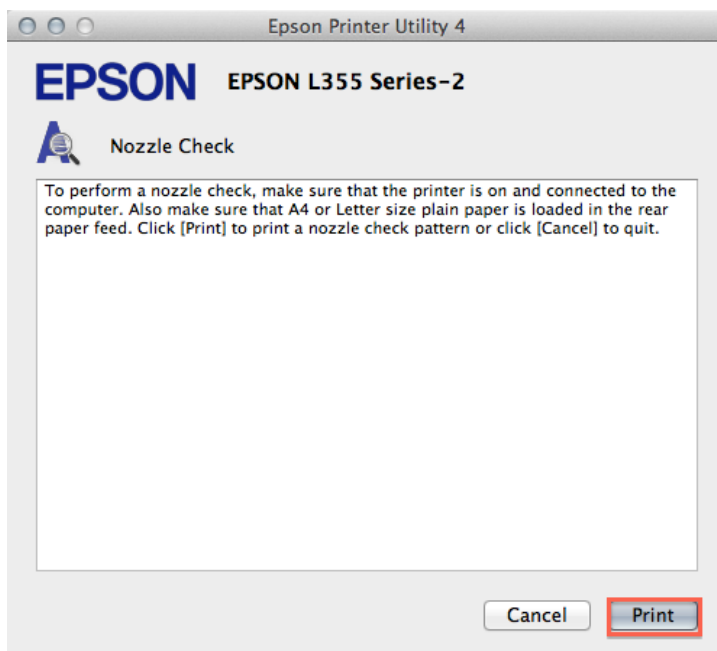 Epson Printer Utility 4
EPSON EPSON L355 Series-2
Nozzle Check
To perform a nozzle check, make sure that the printer is on and connected to the
computer. Also make sure that A4 or Letter size plain paper is loaded in the rear
paper feed. Click [Print] to print a nozzle check pattern or click [Cancel] to quit.
Cancel Print